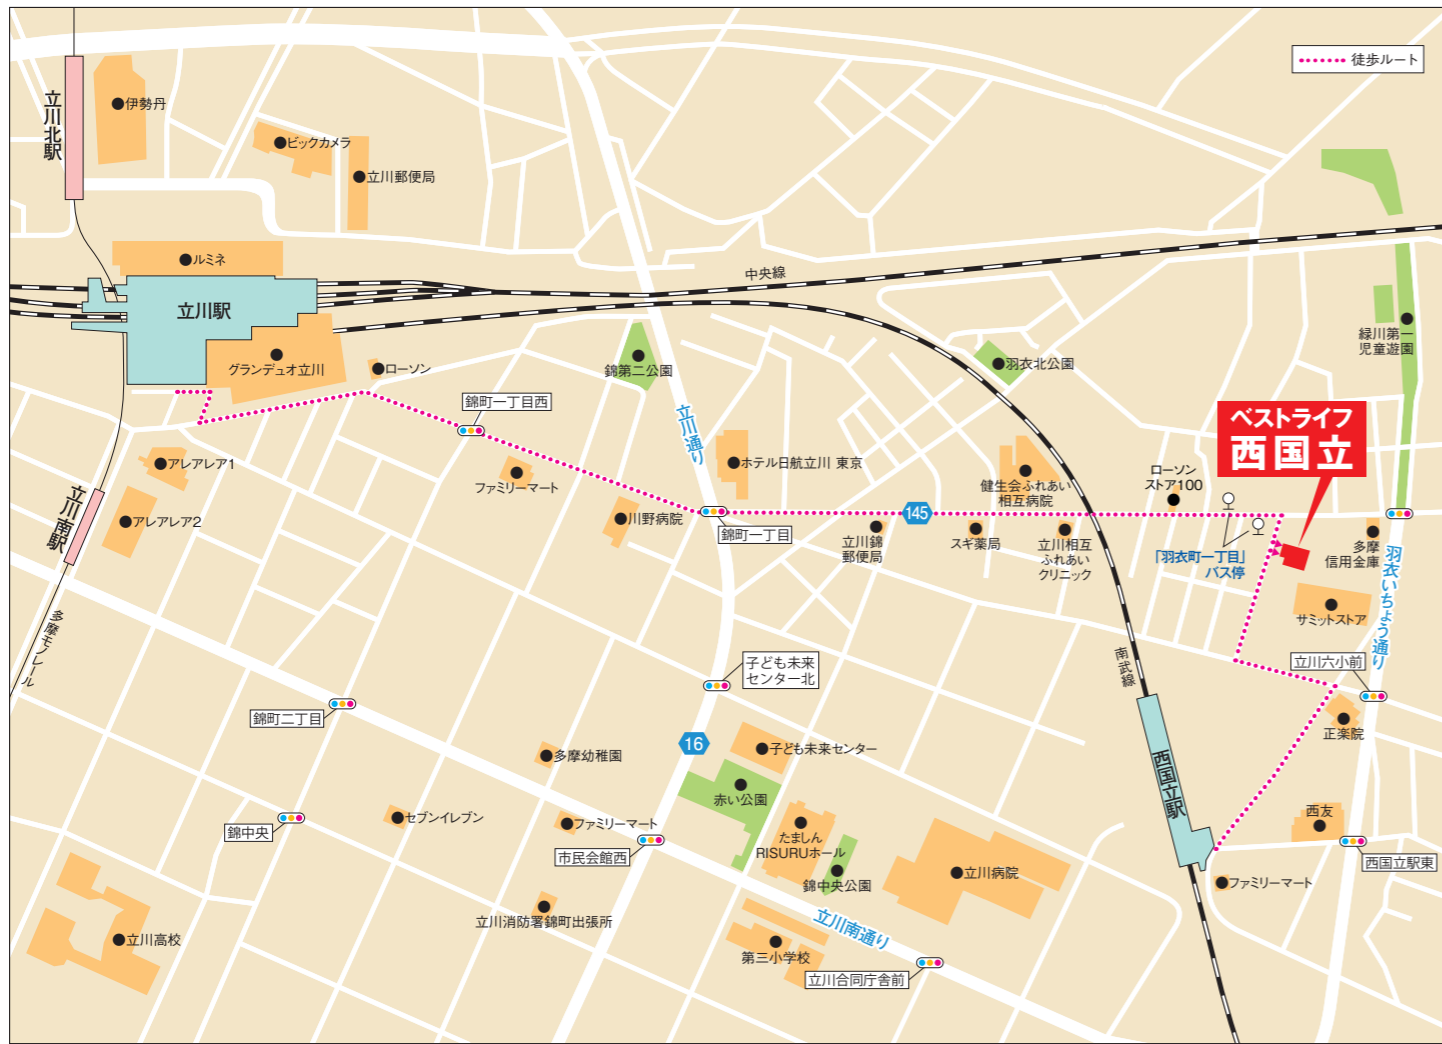 徒歩ルート
立川北駅
伊勢丹
ビックカメラ
立川郵便局
ルミネ
立川駅
中央線
グランデュオ立川
ローソン
錦第二公園
羽衣北公園
緑川第一
児童遊園
錦町一丁目西
立川通り
ベストライフ
西国立
アレアレア1
アレアレア2
立川南駅
ファミリーマート
川野病院
ホテル日航立川 東京
錦町一丁目
145
立川錦
郵便局
スギ薬局
健生会ふれあい
相互病院
立川相互
ふれあい
クリニック
ローソン
ストア100
「羽衣町一丁目」
バス停
多摩
信用金庫
サミットストア
羽衣いちょう通り
立川六小前
正楽院
多摩モノレール
南武線
子ども未来
センター北
錦町二丁目
16
多摩幼稚園
子ども未来センター
赤い公園
西国立駅
西友
西国立駅東
ファミリーマート
錦中央
セブンイレブン
ファミリーマート
市民会館西
たましん
RISURUホール
錦中央公園
立川病院
立川高校
立川消防署錦町出張所
第三小学校
立川南通り
立川合同庁舎前